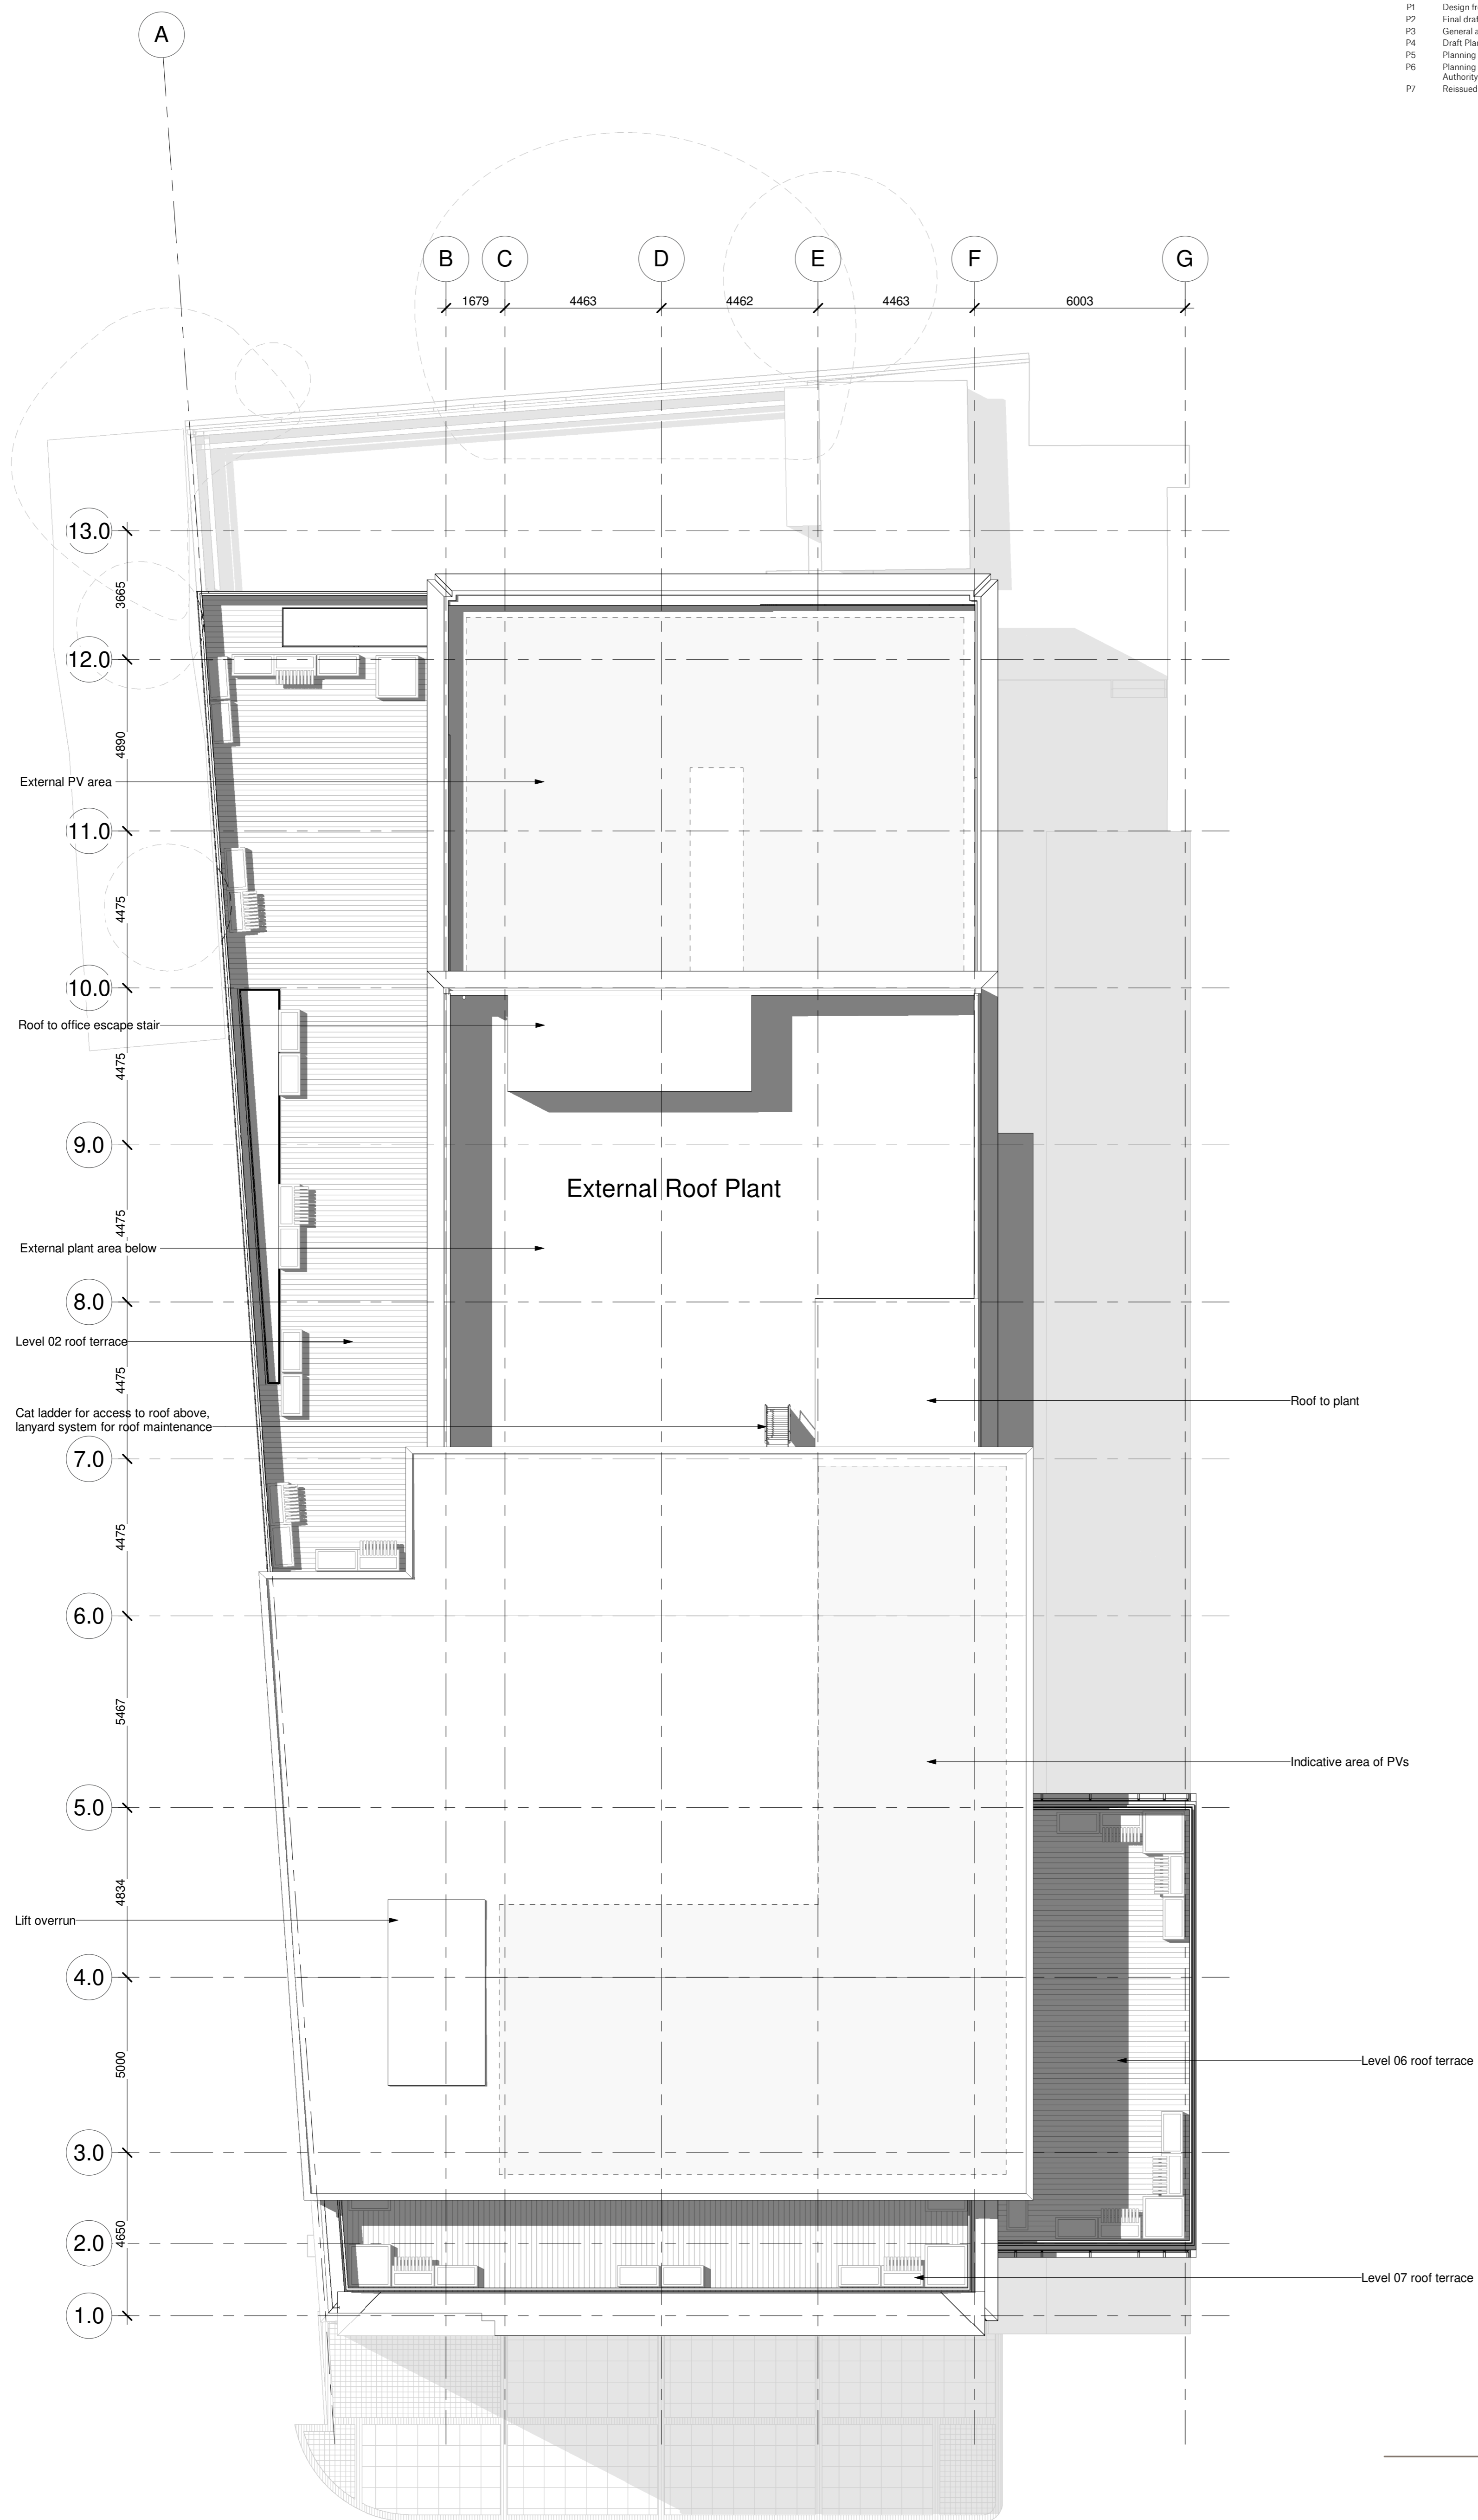 P1 Design fr
P2 Final draf
P3 General a
P4 Draft Plan
P5 Planning
P6 Planning
Authority
P7 Reissued
A
B C D E F G
1679 4463 4462 4463 6003
13.0
3665
12.0
4890
External PV area
11.0
4475
10.0
Roof to office escape stair
4475
9.0
External Roof Plant
4475
External plant area below
8.0
Level 02 roof terrace
4475
Roof to plant
Cat ladder for access to roof above,
lanyard system for roof maintenance
7.0
4475
6.0
5467
Indicative area of PVs
5.0
4834
Lift overrun
4.0
5000
Level 06 roof terrace
3.0
4650
2.0
Level 07 roof terrace
1.0